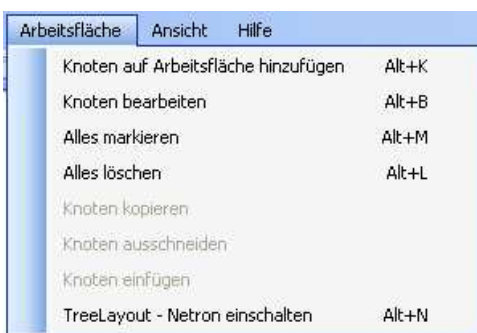 Arbeitsfläche Ansicht Hilfe
Knoten auf Arbeitsfläche hinzufügen Alt+K
Knoten bearbeiten Alt+B
Alles markieren Alt+M
Alles löschen Alt+L
Knoten kopieren
Knoten ausschneiden
Knoten einfügen
TreeLayout - Netron einschalten Alt+N